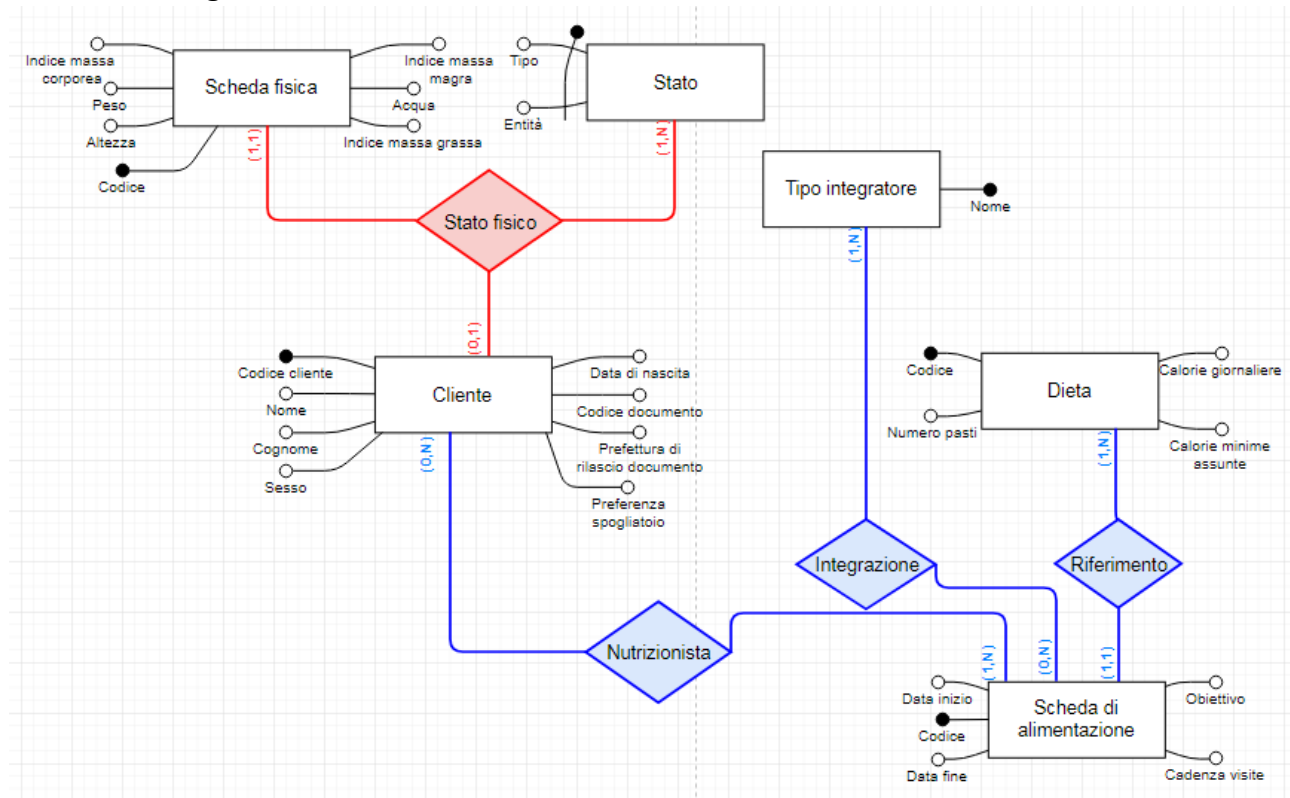 Indice massa
corporea
Peso
Altezza
Codice
Scheda fisica
Indice massa
magra
Acqua
Indice massa grassa
(1,1)
Tipo
Entità
Stato
(1,N)
Stato fisico
(0,1)
Tipo integratore
Nome
(1,N)
Codice cliente
Nome
Cognome
Sesso
Cliente
Data di nascita
Codice documento
Prefettura di
rilascio documento
Preferenza
spogliatoio
(0,N)
Codice
Numero pasti
Dieta
Calorie giornaliere
Calorie minime
assunte
(1,N)
Integrazione
Riferimento
Nutrizionista
(1,N)
(0,N)
(1,1)
Data inizio
Codice
Data fine
Scheda di
alimentazione
Obiettivo
Cadenza visite